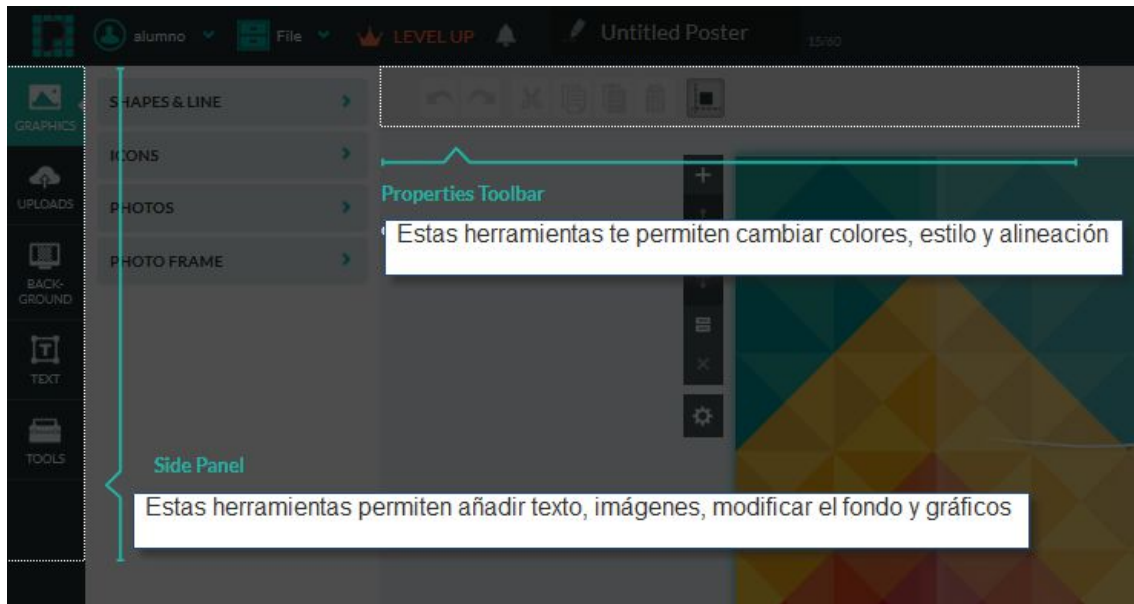 alumno File LEVEL UP Untitled Poster 15/60
GRAPHICS
UPLOADS
BACK-
GROUND
TEXT
TOOLS
SHAPES & LINE
ICONS
PHOTOS
PHOTO FRAME
Properties Toolbar
Estas herramientas te permiten cambiar colores, estilo y alineación
Side Panel
Estas herramientas permiten añadir texto, imágenes, modificar el fondo y gráficos